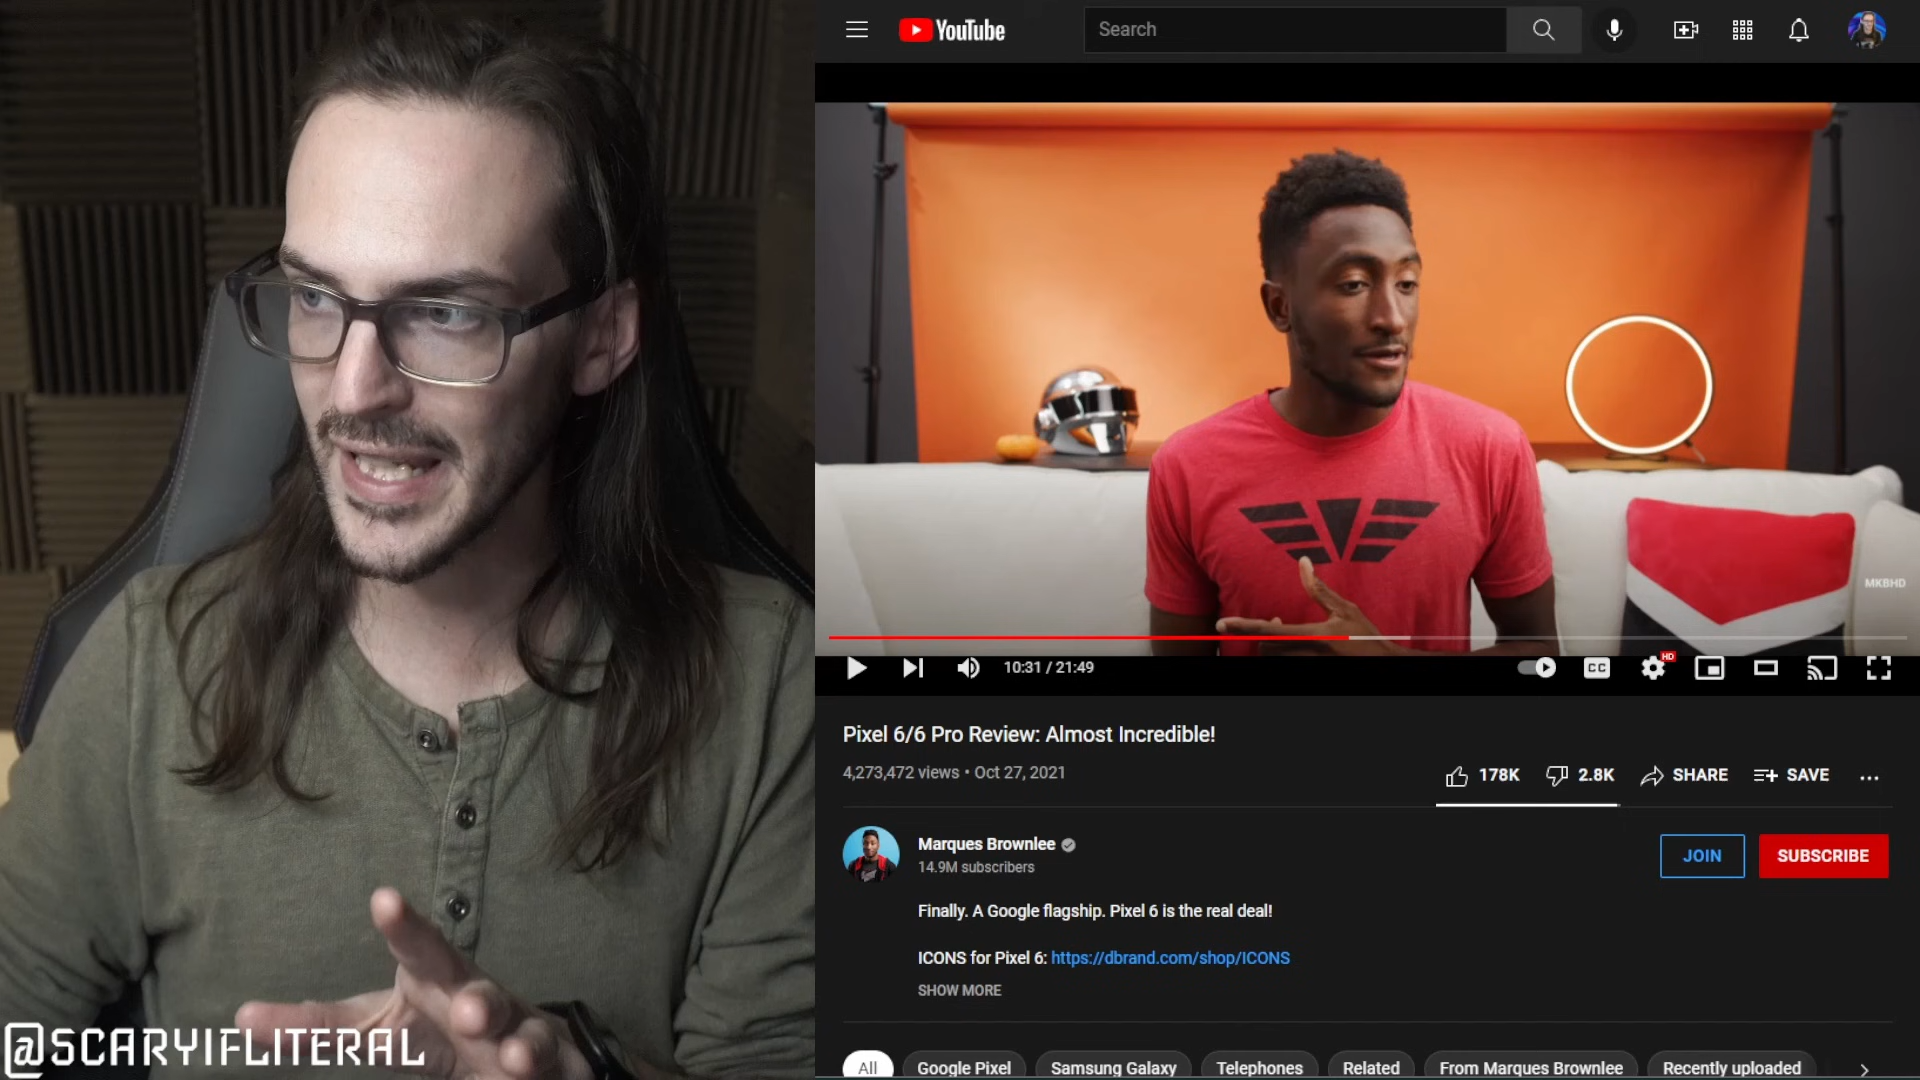 YouTube
Search
MKBHD
HD
CC
10:31 / 21:49
Pixel 6/6 Pro Review: Almost Incredible!
4,273,472 views • Oct 27, 2021
178K 2.8K SHARE SAVE
Marques Brownlee
14.9M subscribers
JOIN SUBSCRIBE
Finally. A Google flagship. Pixel 6 is the real deal!
ICONS for Pixel 6: https://dbrand.com/shop/ICONS
SHOW MORE
@SCARYIFLITERAL
All Google Pixel Samsung Galaxy Telephones Related From Marques Brownlee Recently uploaded